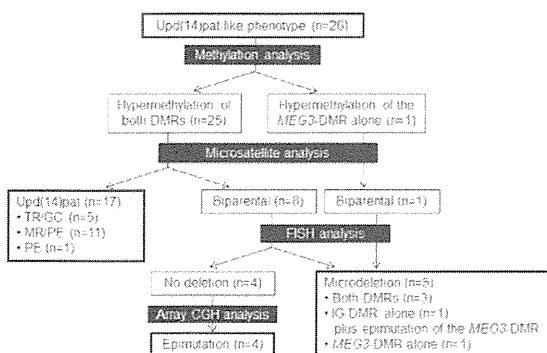 Upd(14)pat-like phenotype (n=26)
Methylation analysis
Hypermethylation of
both DMRs (n=25)
Hypermethylation of the
MEG3-DMR alone (n=1)
Microsatellite analysis
Upd(14)pat (n=17)
• TR/GC (n=5)
• MR/PE (n=11)
• PE (n=1)
Biparental (n=8)
Biparental (n=1)
FISH analysis
No deletion (n=4)
Array CGH analysis
Epimutation (n=4)
Microdeletion (n=5)
• Both DMRs (n=3)
• IG-DMR alone (n=1)
plus epimutation of the MEG3-DMR
• MEG3-DMR alone (n=1)